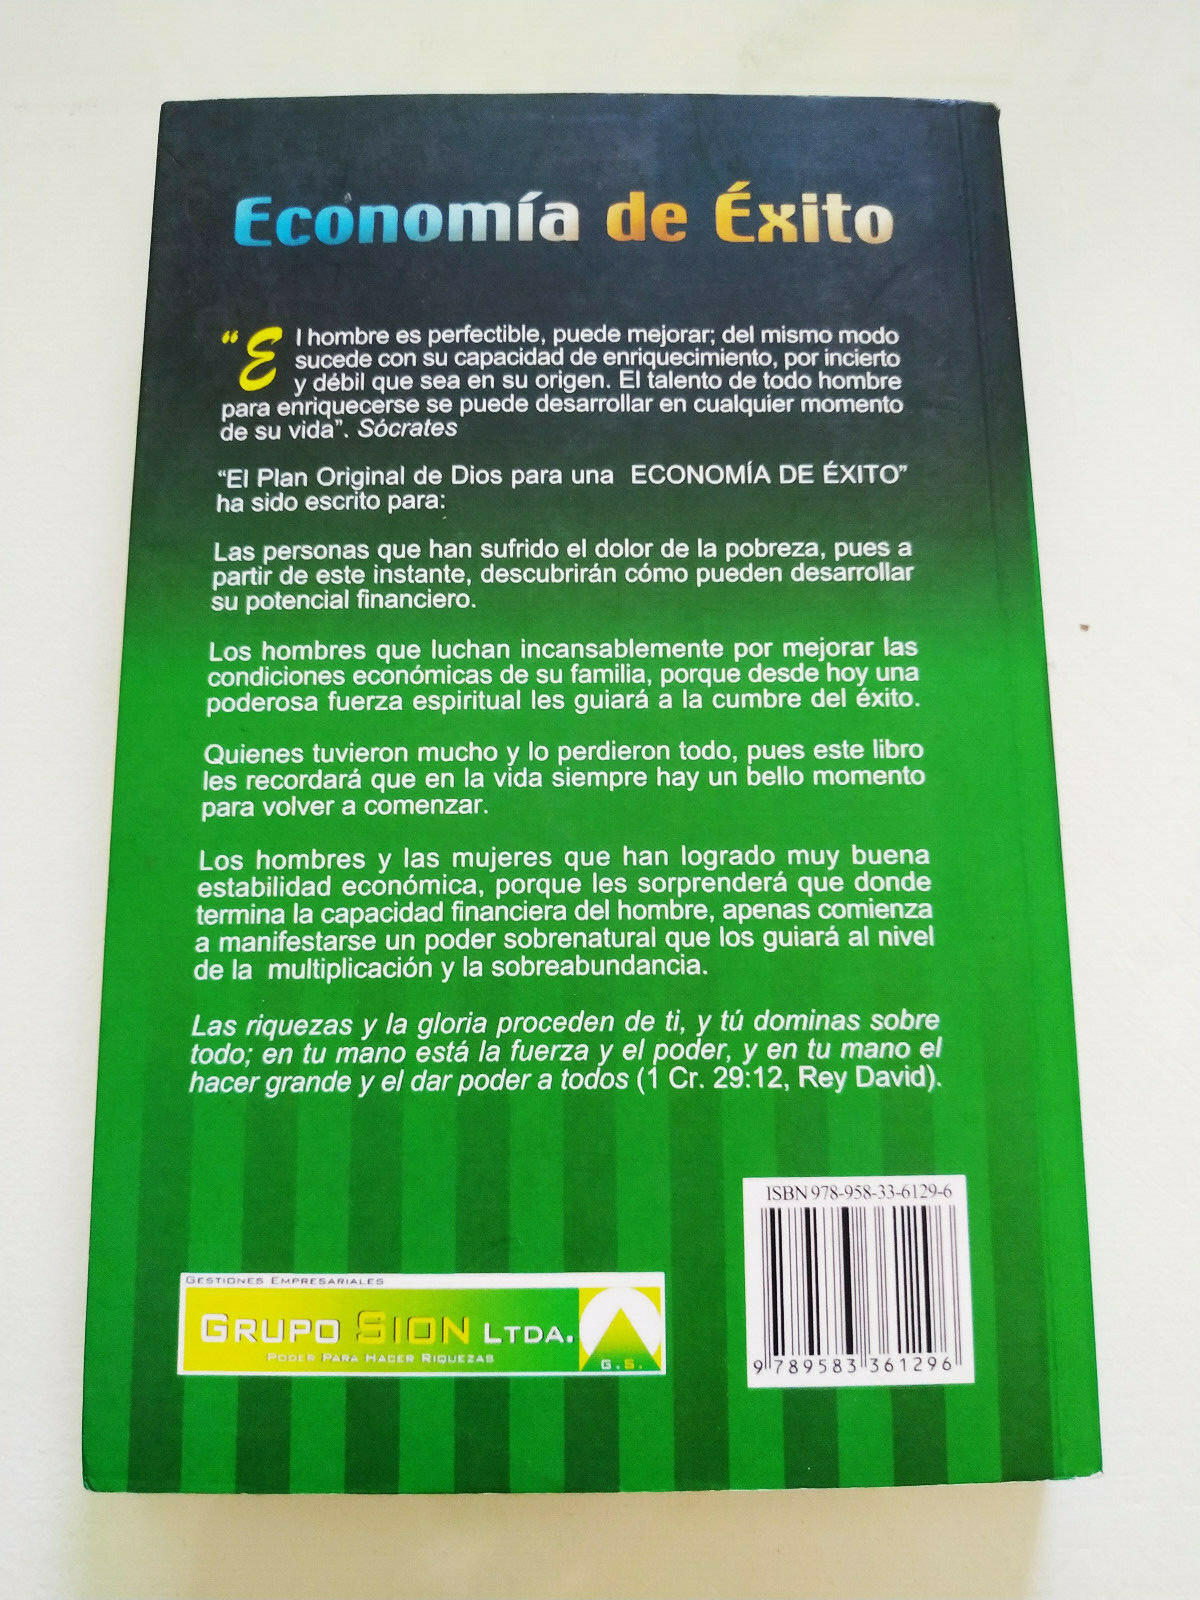 Economía de Éxito
“El hombre es perfectible, puede mejorar; del mismo modo
sucede con su capacidad de enriquecimiento, por incierto
y débil que sea en su origen. El talento de todo hombre
para enriquecerse se puede desarrollar en cualquier momento
de su vida”. Sócrates
“El Plan Original de Dios para una ECONOMÍA DE ÉXITO”
ha sido escrito para:
Las personas que han sufrido el dolor de la pobreza, pues a
partir de este instante, descubrirán cómo pueden desarrollar
su potencial financiero.
Los hombres que luchan incansablemente por mejorar las
condiciones económicas de su familia, porque desde hoy una
poderosa fuerza espiritual les guiará a la cumbre del éxito.
Quienes tuvieron mucho y lo perdieron todo, pues este libro
les recordará que en la vida siempre hay un bello momento
para volver a comenzar.
Los hombres y las mujeres que han logrado muy buena
estabilidad económica, porque les sorprenderá que donde
termina la capacidad financiera del hombre, apenas comienza
a manifestarse un poder sobrenatural que los guiará al nivel
de la multiplicación y la sobreabundancia.
Las riquezas y la gloria proceden de ti, y tú dominas sobre
todo; en tu mano está la fuerza y el poder, y en tu mano el
hacer grande y el dar poder a todos (1 Cr. 29:12, Rey David).
ISBN 978-958-33-6129-6
9 789583 361296
GESTIONES EMPRESARIALES
GRUPO SION LTDA.
PODER PARA HACER RIQUEZAS
G.S.